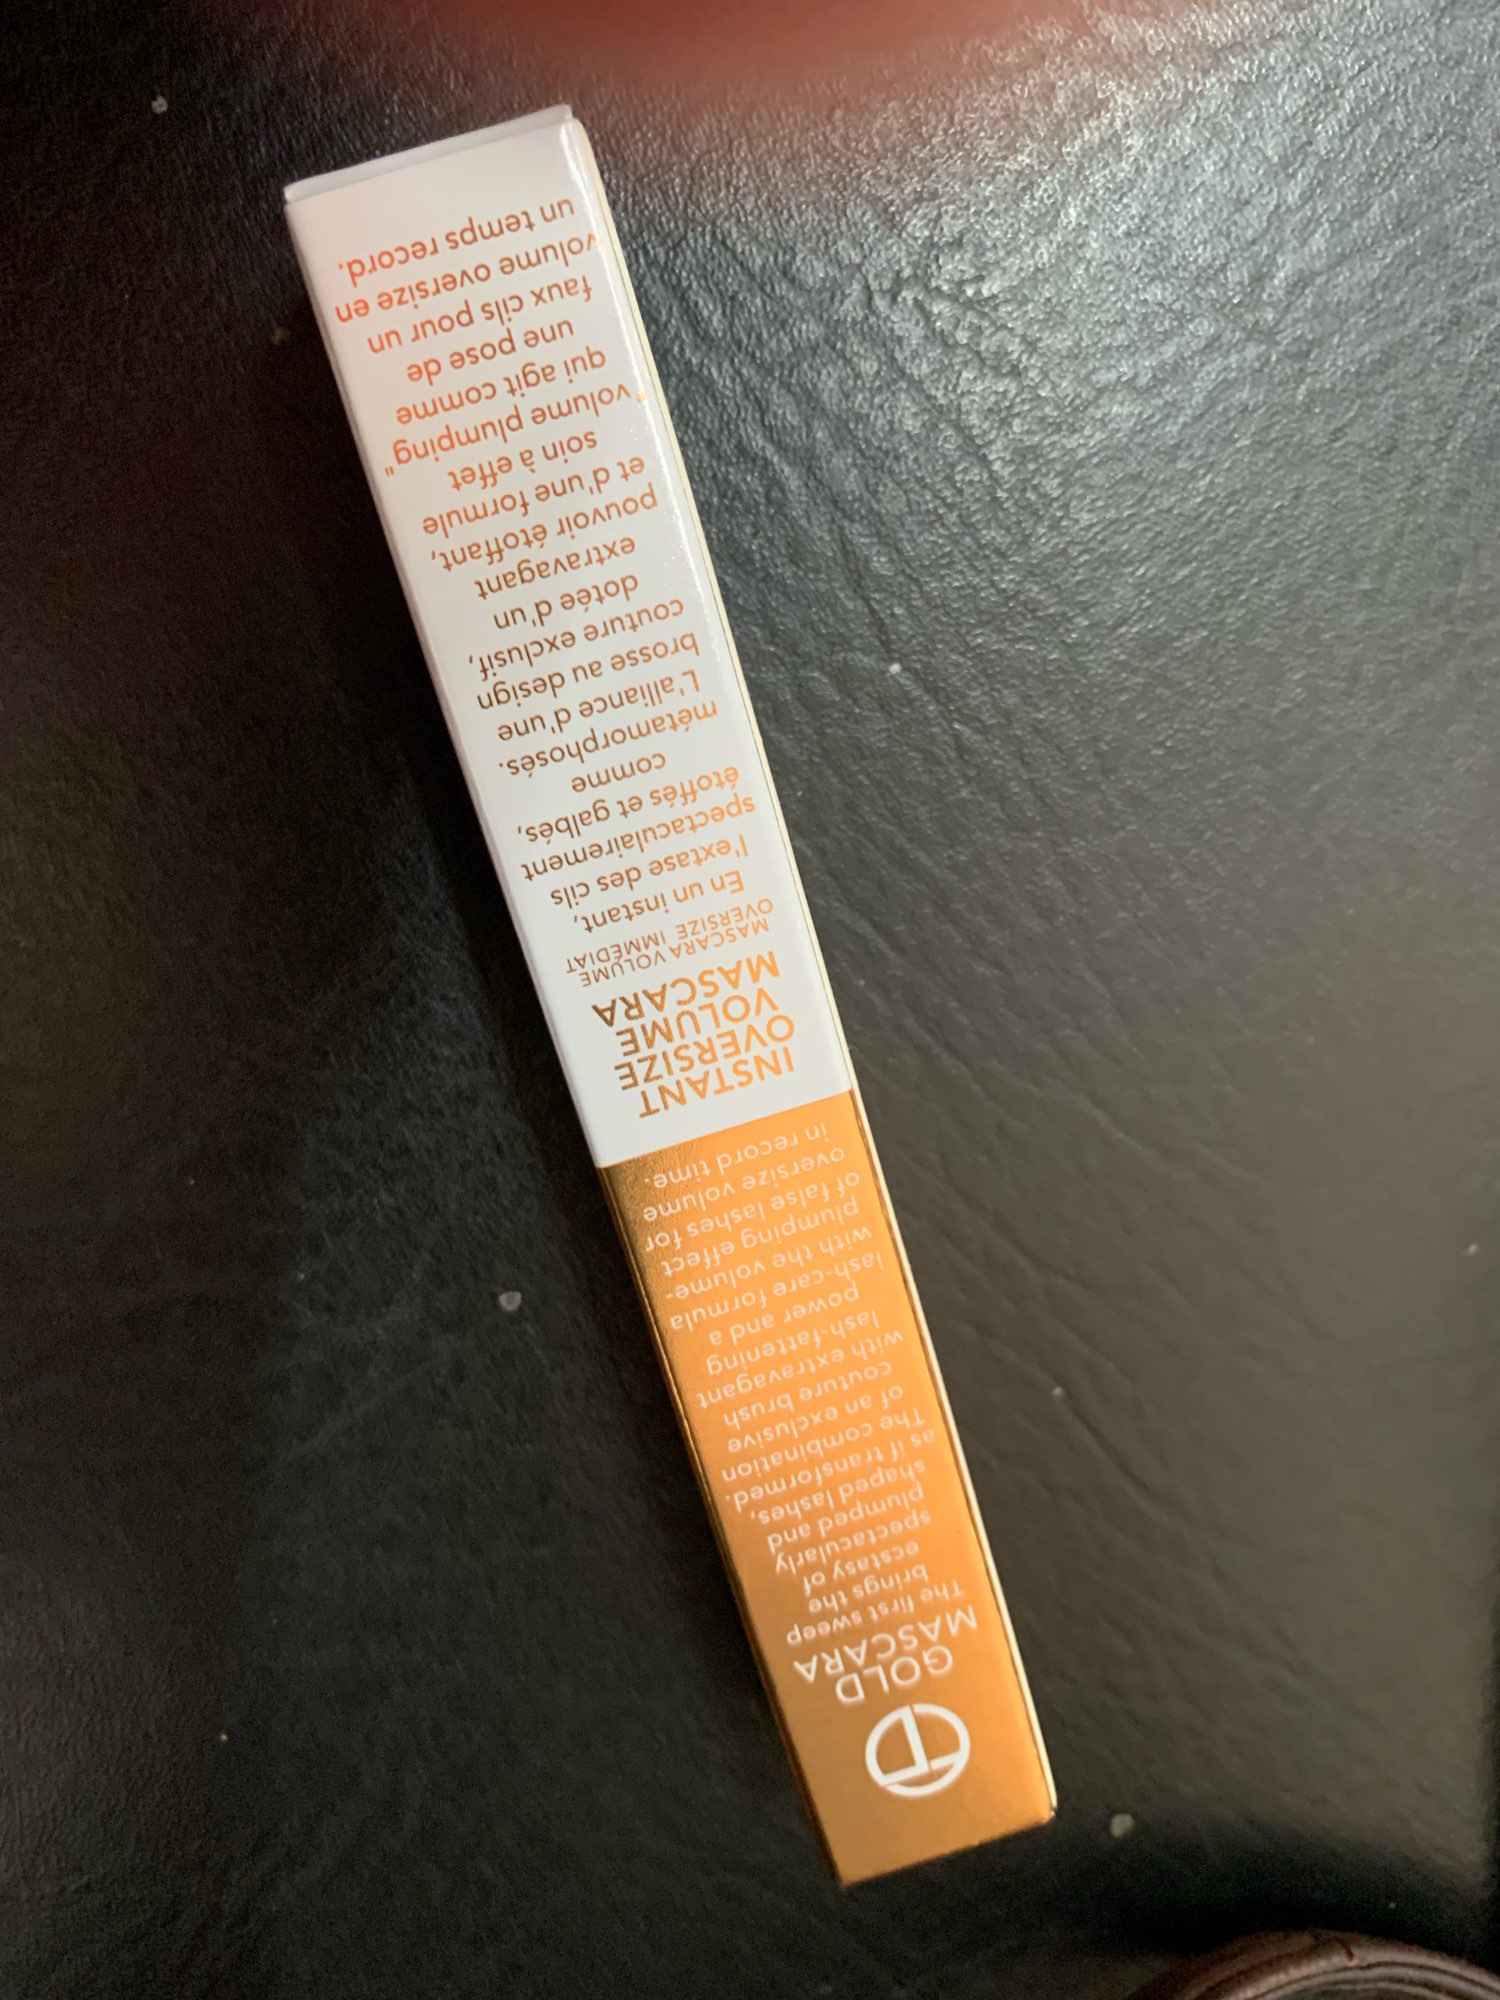 GOLD
MASCARA
The first sweep
brings the
ecstasy of
spectacularly
plumped and
shaped lashes,
as if transformed.
The combination
of an exclusive
couture brush
with extravagant
lash-fattening
power and a
lash-care formula
with the volume-
plumping effect
of false lashes for
oversize volume
in record time.
INSTANT
OVERSIZE
VOLUME
MASCARA
MASCARA VOLUME
OVERSIZE IMMÉDIAT
En un instant,
l'extase des cils
spectaculairement
étoffés et galbés,
comme
métamorphosés.
L'alliance d'une
brosse au design
couture exclusif,
dotée d'un
extravagant
pouvoir étoffant,
et d'une formule
soin à effet
"volume plumping"
qui agit comme
une pose de
faux cils pour un
volume oversize en
un temps record.